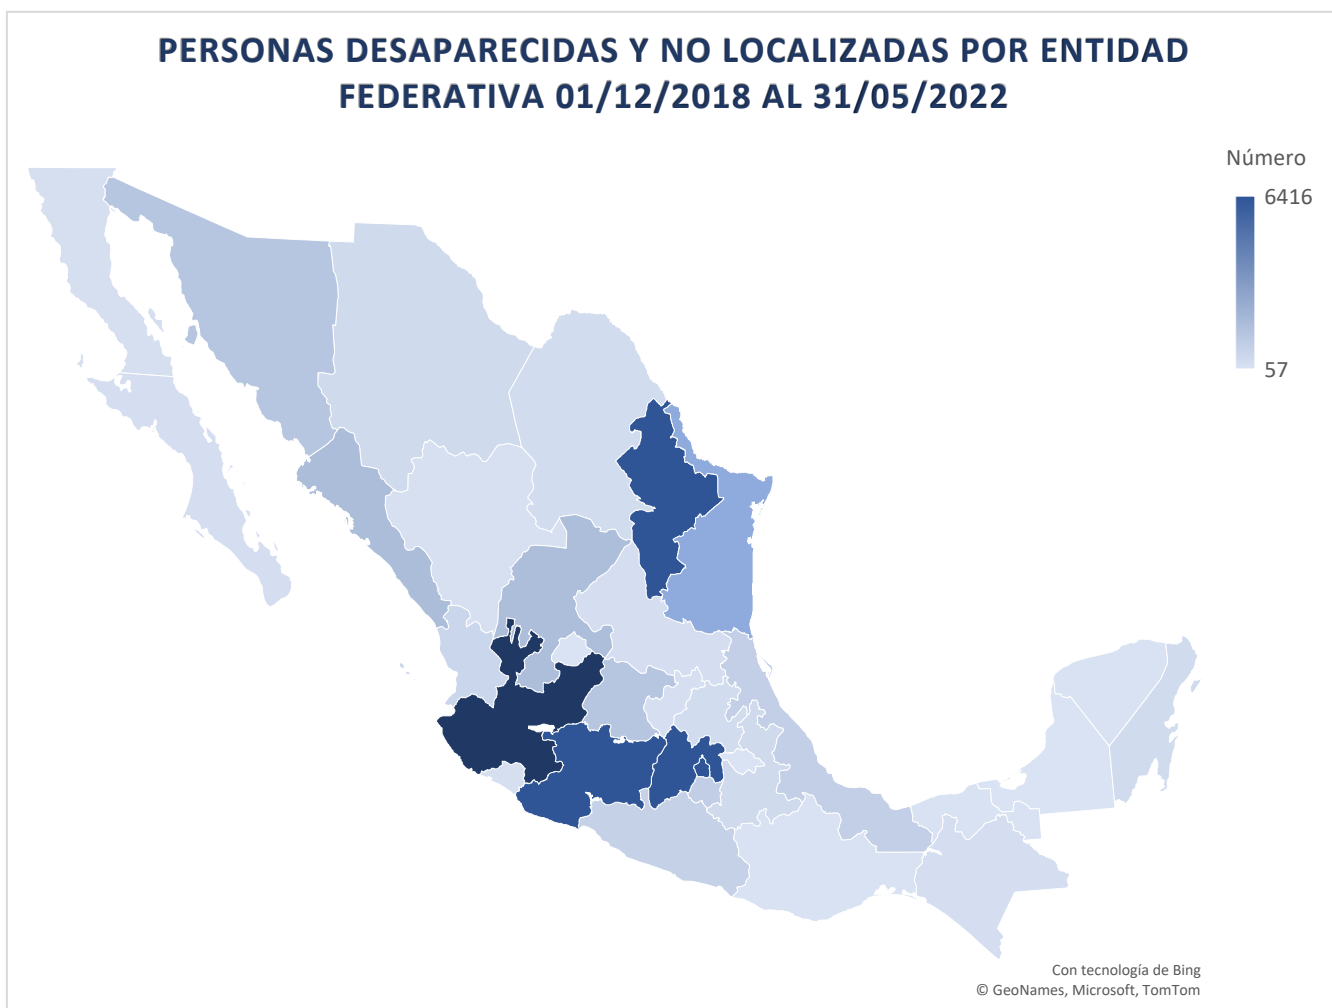 PERSONAS DESAPARECIDAS Y NO LOCALIZADAS POR ENTIDAD
FEDERATIVA 01/12/2018 AL 31/05/2022
Número
6416
57
Con tecnología de Bing
© GeoNames, Microsoft, TomTom